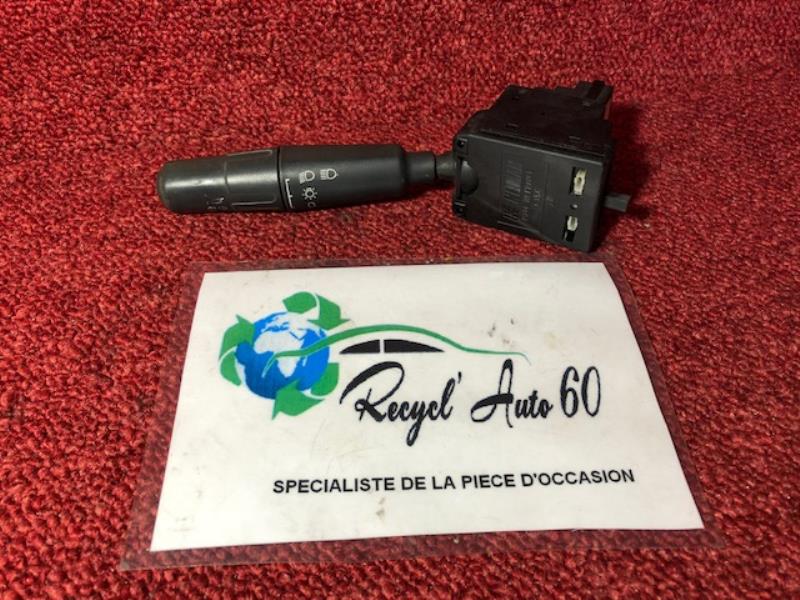 Recycl' Auto 60
SPECIALISTE DE LA PIECE D'OCCASION